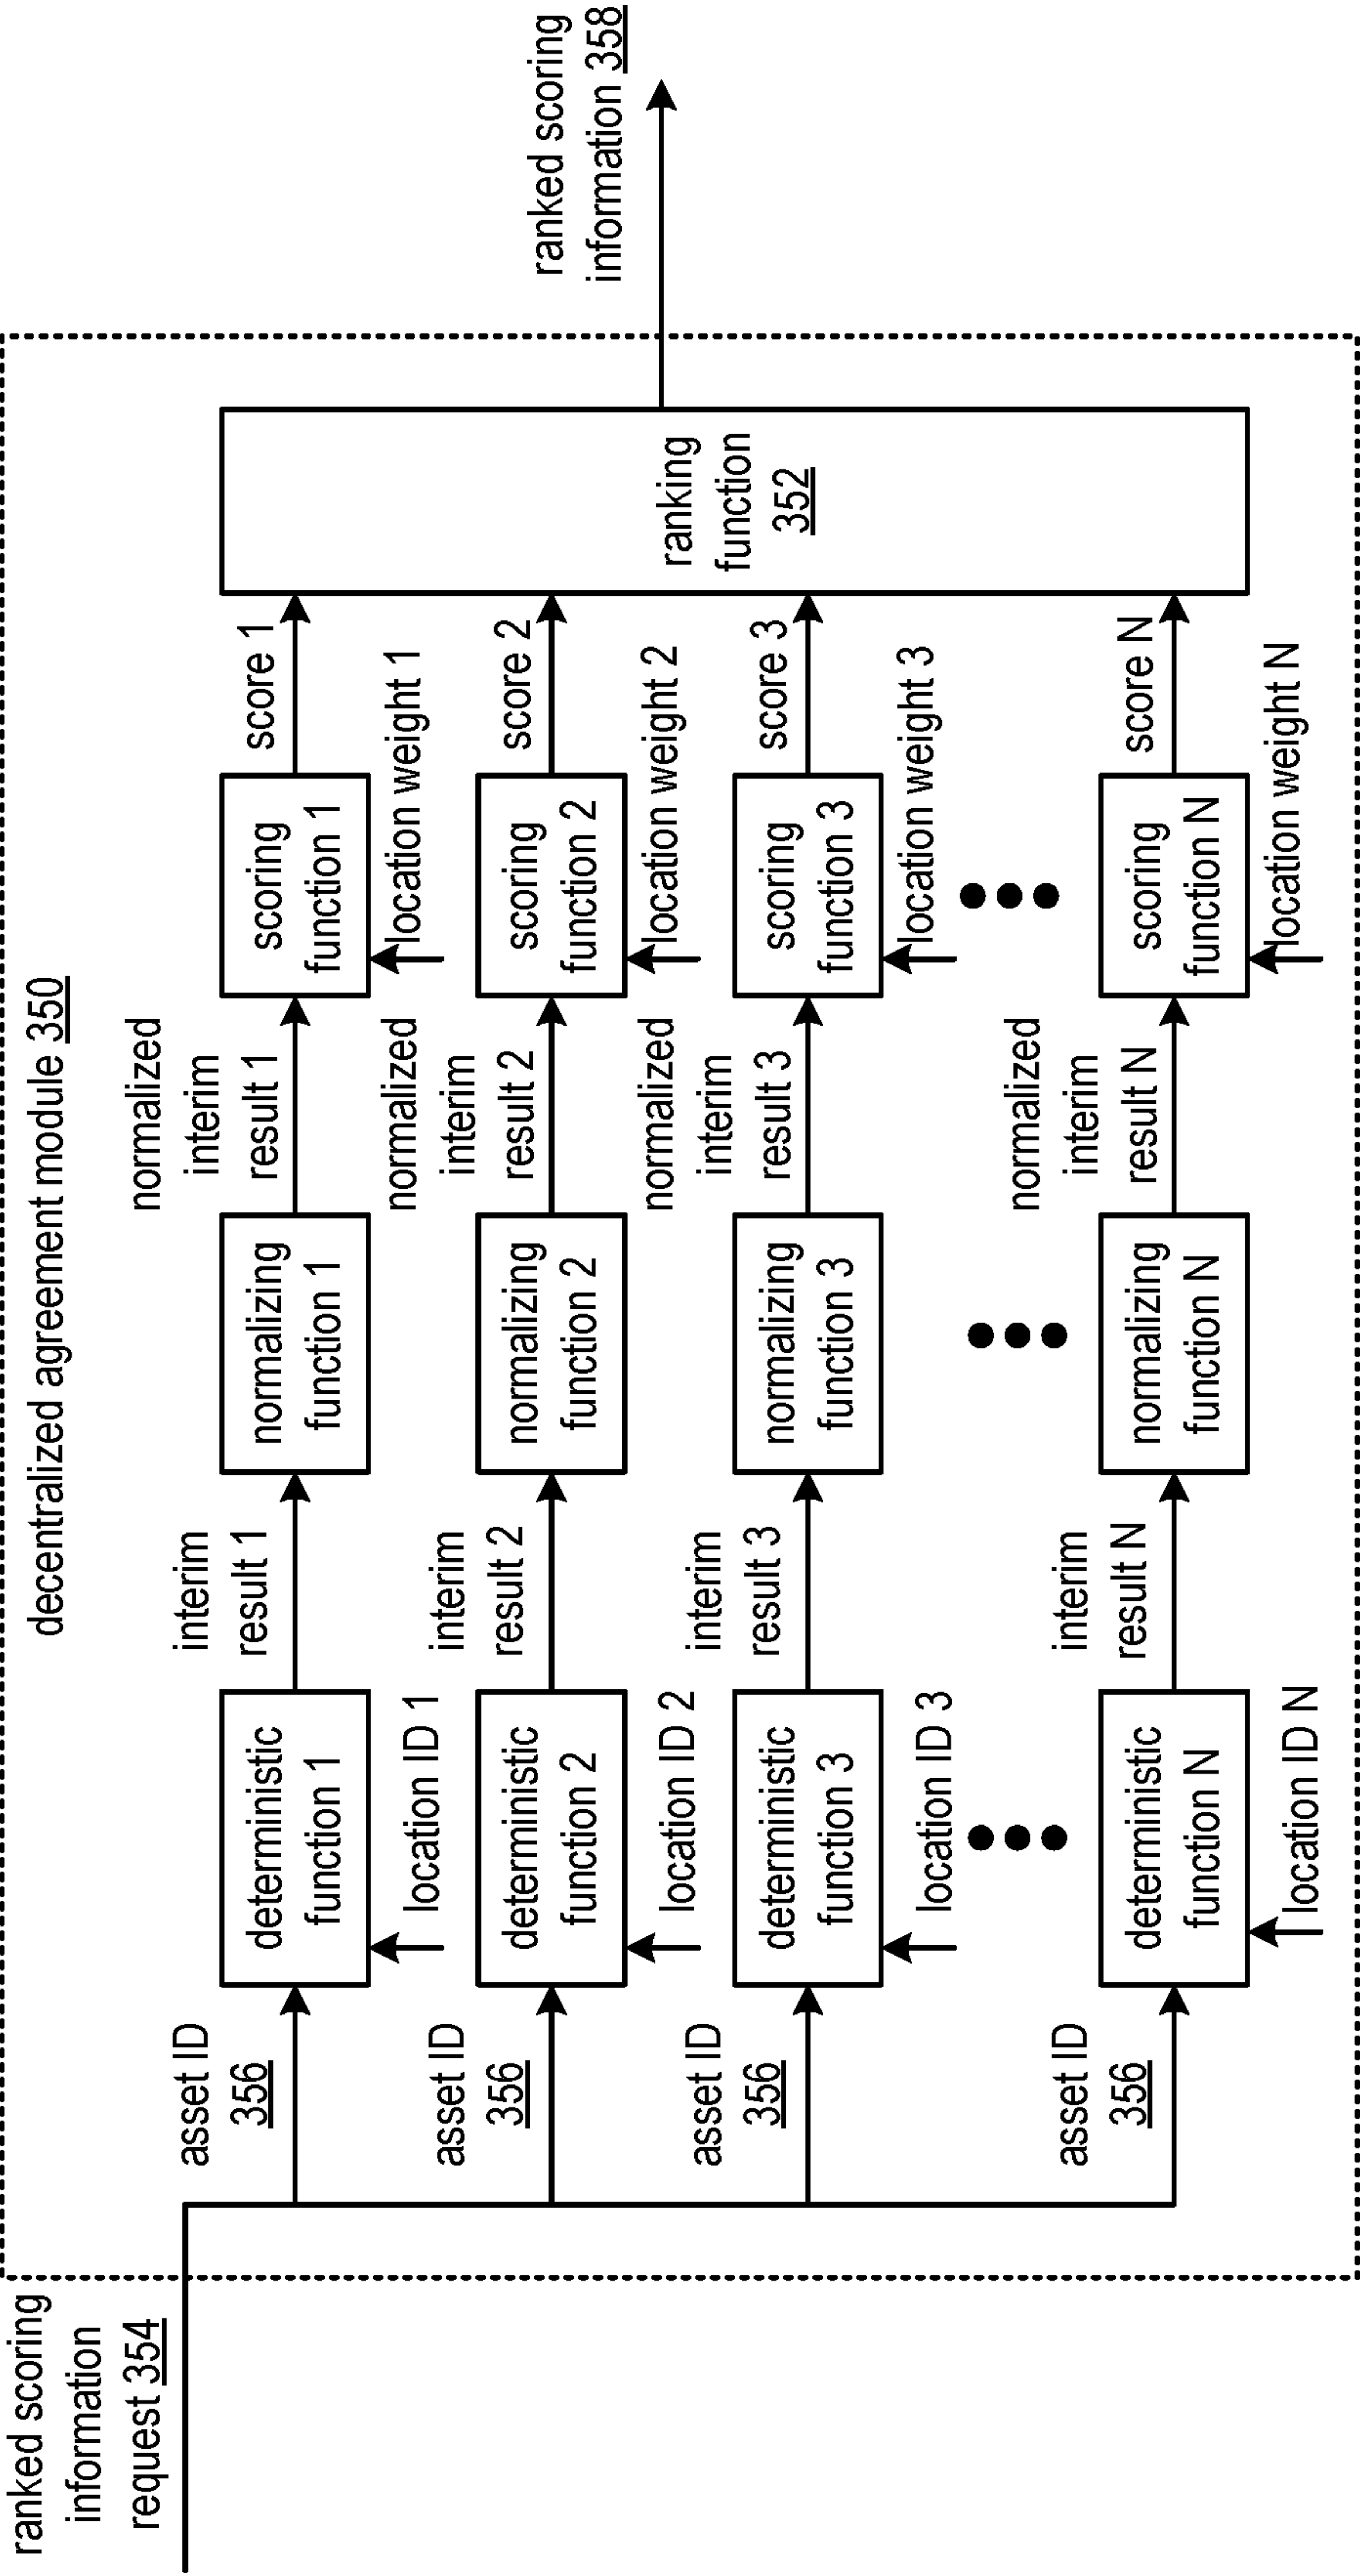 decentralized agreement module 350
ranked scoring
information
request 354
asset ID
356
deterministic
function 1
location ID 1
interim
result 1
normalizing
function 1
normalized
interim
result 1
scoring
function 1
location weight 1
score 1
asset ID
356
deterministic
function 2
location ID 2
interim
result 2
normalizing
function 2
normalized
interim
result 2
scoring
function 2
location weight 2
score 2
asset ID
356
deterministic
function 3
location ID 3
interim
result 3
normalizing
function 3
normalized
interim
result 3
scoring
function 3
location weight 3
score 3
asset ID
356
deterministic
function N
location ID N
interim
result N
normalizing
function N
normalized
interim
result N
scoring
function N
location weight N
score N
ranking
function
352
ranked scoring
information 358